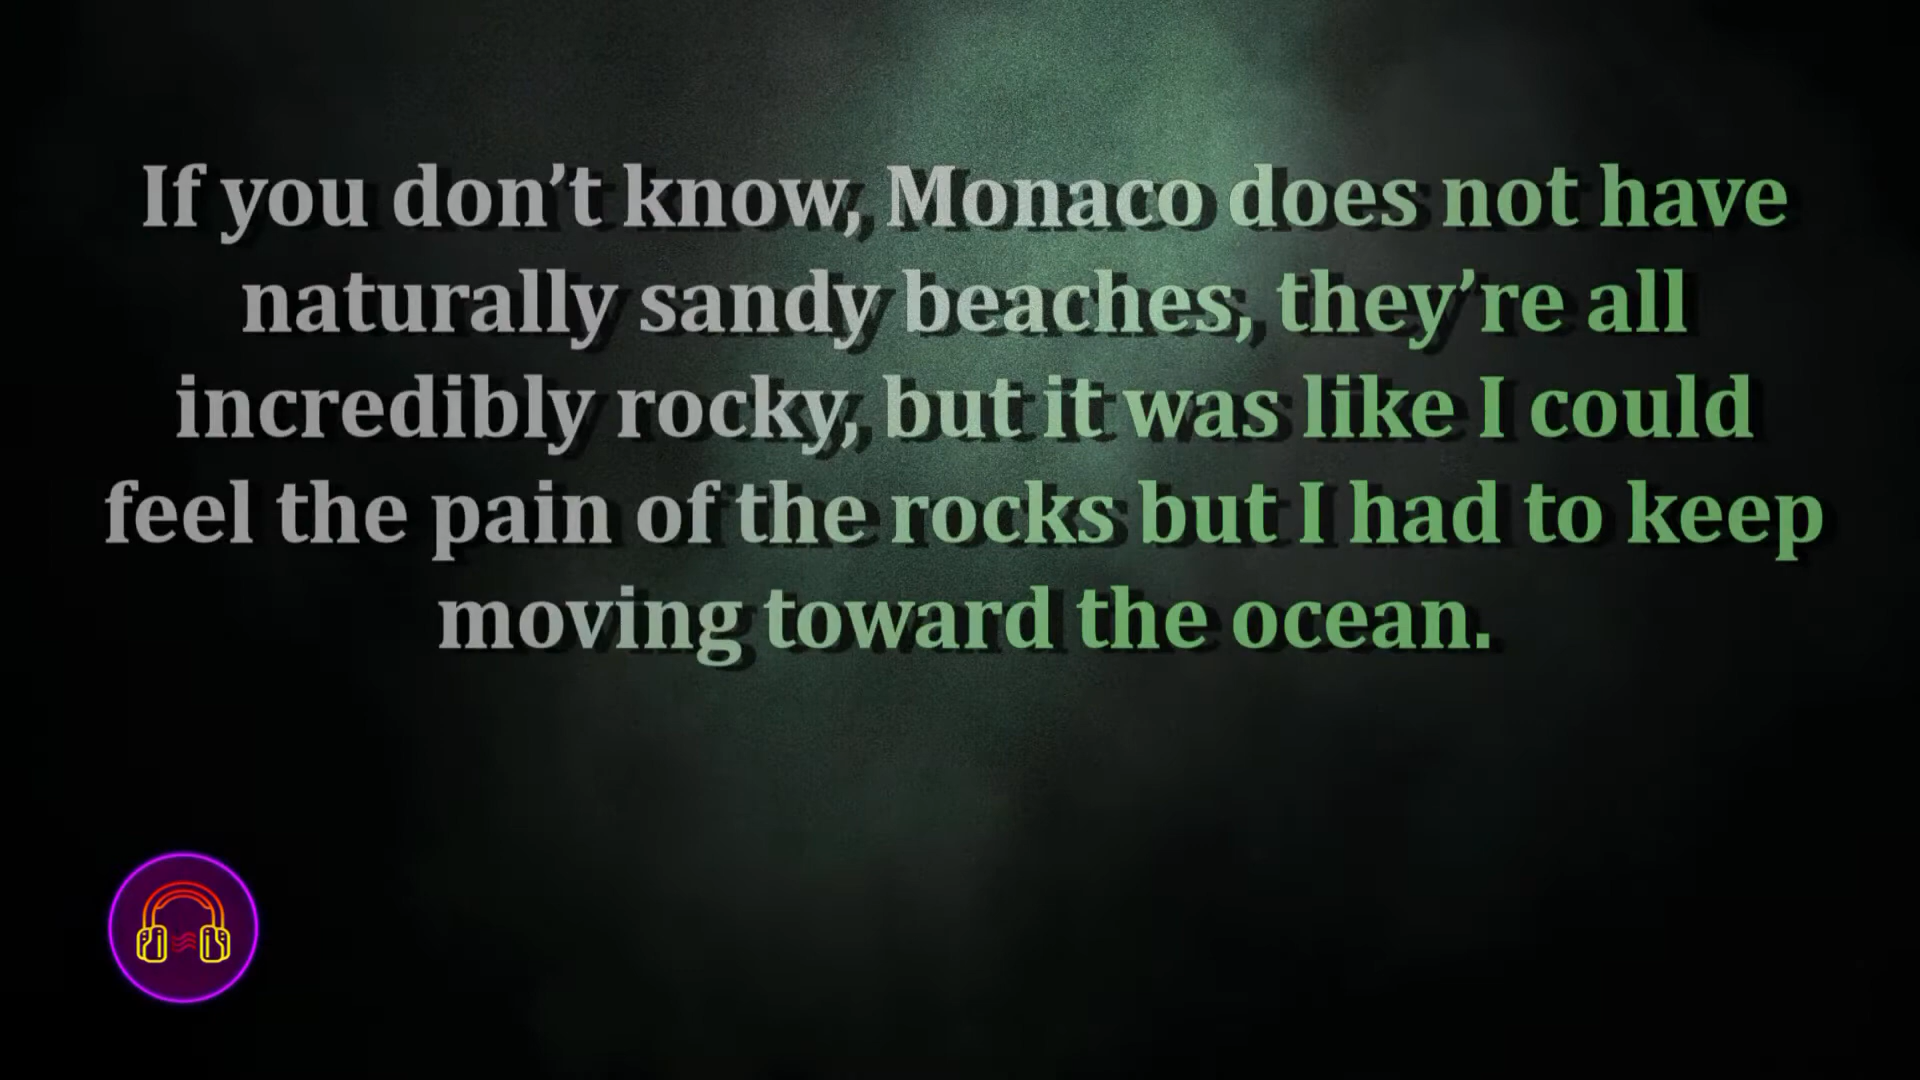 If you don’t know, Monaco does not have
naturally sandy beaches, they’re all
incredibly rocky, but it was like I could
feel the pain of the rocks but I had to keep
moving toward the ocean.